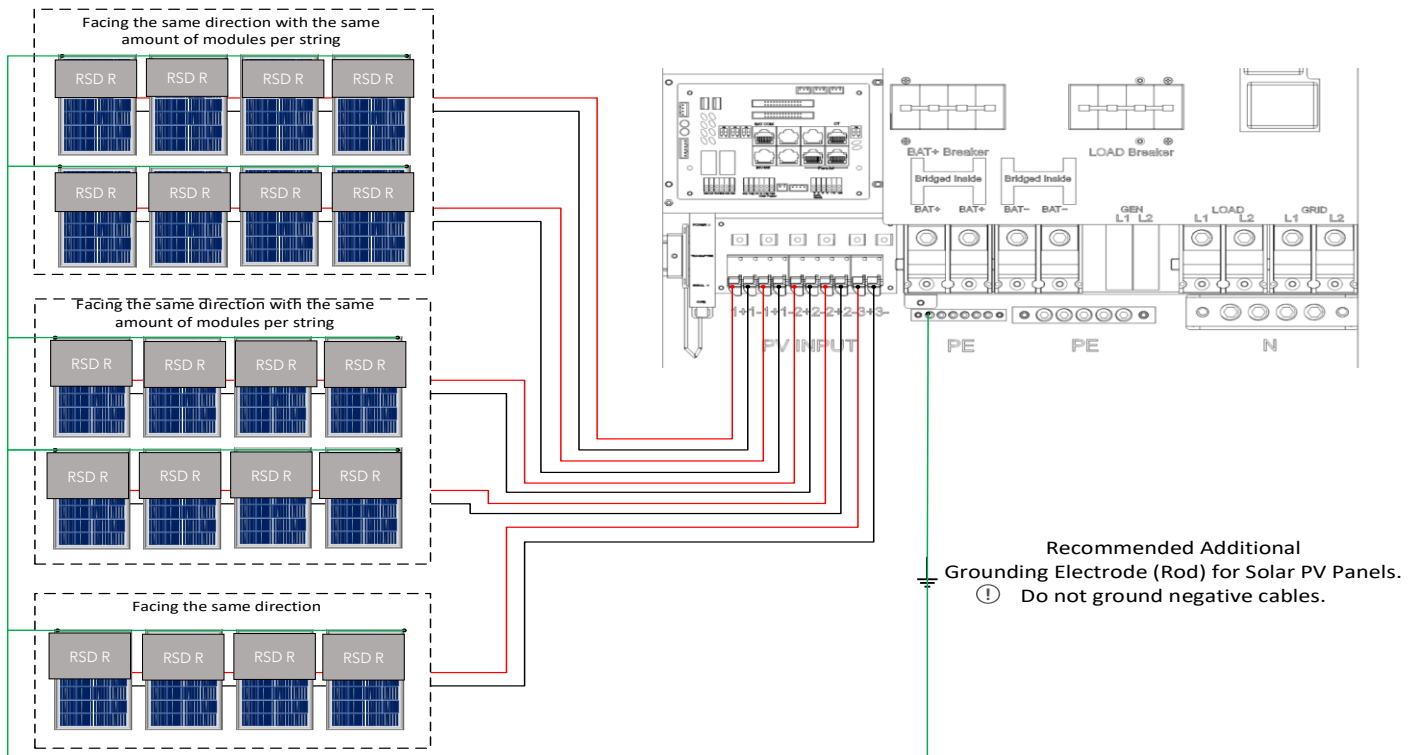 Facing the same direction with the same
amount of modules per string
RSD R RSD R RSD R RSD R
RSD R RSD R RSD R RSD R
Facing the same direction with the same
amount of modules per string
RSD R RSD R RSD R RSD R
RSD R RSD R RSD R RSD R
Facing the same direction
RSD R RSD R RSD R RSD R
BAT COM
CT
Parallel
BAT+ Breaker
LOAD Breaker
Bridged Inside
Bridged Inside
BAT+ BAT+ BAT- BAT-
GEN
L1 L2
LOAD
L1 L2
GRID
L1 L2
1+ 1- 1+ 1- 2+ 2- 2+ 2- 3+ 3-
PV INPUT
PE
PE
N
Recommended Additional
Grounding Electrode (Rod) for Solar PV Panels.
! Do not ground negative cables.